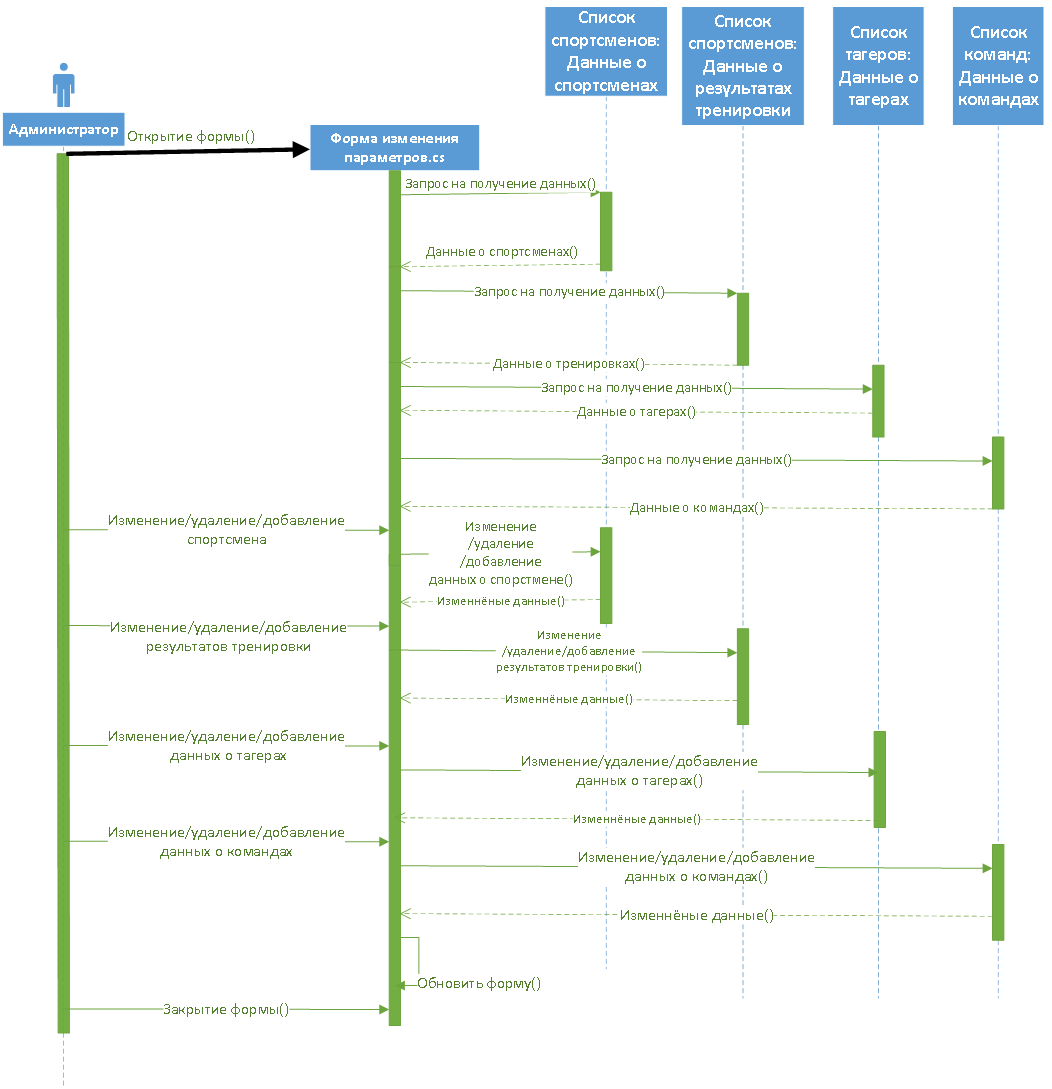 Список
спортсменов:
Данные о
спортсменах
Список
спортсменов:
Данные о
результатах
тренировки
Список
тагеров:
Данные о
тагерах
Список
команд:
Данные о
командах
Администратор
Открытие формы()
Форма изменения
параметров.cs
Запрос на получение данных()
Данные о спортсменах()
Запрос на получение данных()
Данные о тренировках()
Запрос на получение данных()
Данные о тагерах()
Запрос на получение данных()
Данные о командах()
Изменение/удаление/добавление
спортсмена
Изменение
/удаление
/добавление
данных о спорстмене()
Изменнёные данные()
Изменение/удаление/добавление
результатов тренировки
Изменение
/удаление/добавление
результатов тренировки()
Изменнёные данные()
Изменение/удаление/добавление
данных о тагерах
Изменение/удаление/добавление
данных о тагерах()
Изменнёные данные()
Изменение/удаление/добавление
данных о командах
Изменение/удаление/добавление
данных о командах()
Изменнёные данные()
Обновить форму()
Закрытие формы()